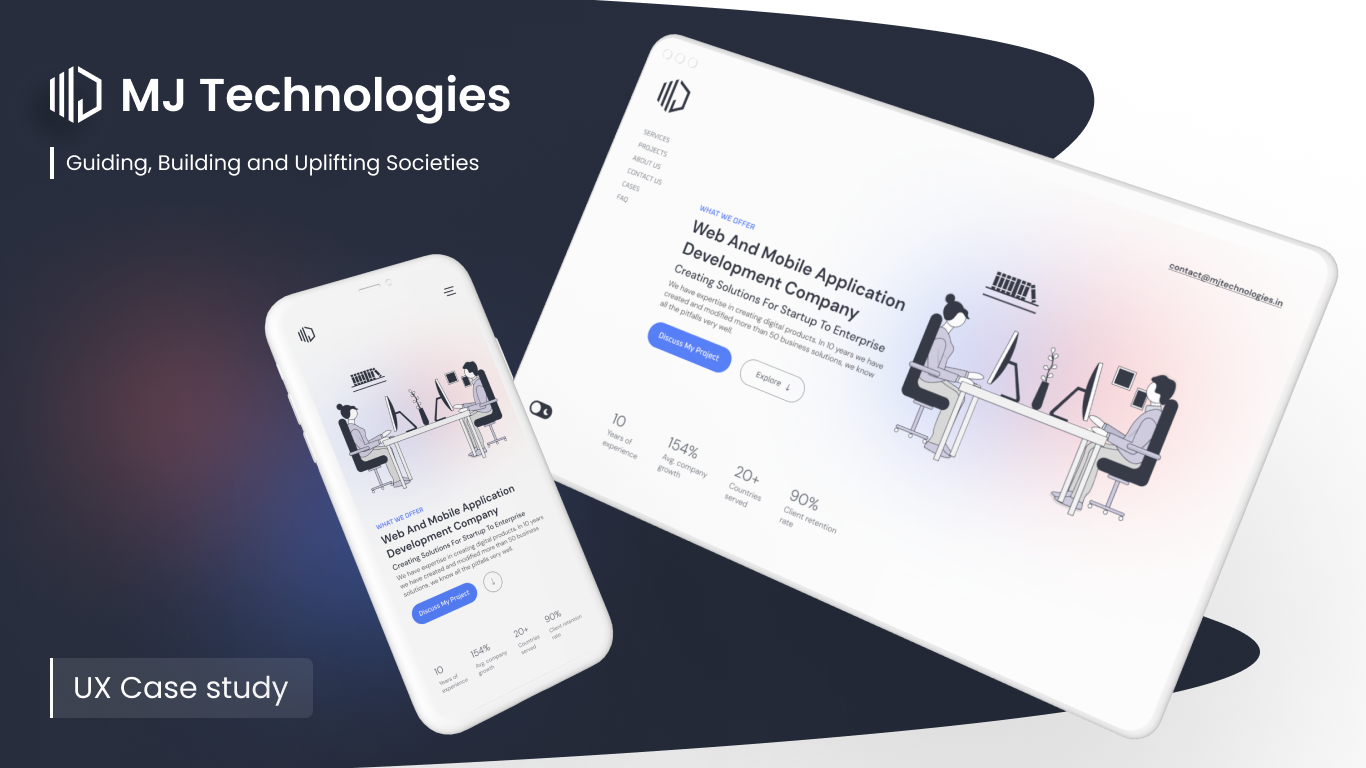 MJ Technologies
Guiding, Building and Uplifting Societies
SERVICES
PROJECTS
ABOUT US
CONTACT US
CASES
FAQ
contact@mjtechnologies.in
WHAT WE OFFER
Web And Mobile Application
Development Company
Creating Solutions For Startup To Enterprise
We have expertise in creating digital products. In 10 years we have
created and modified more than 50 business solutions, we know
all the pitfalls very well.
Discuss My Project
Explore ↓
10
Years of
experience
154%
Avg. company
growth
20+
Countries
served
90%
Client retention
rate
WHAT WE OFFER
Web And Mobile Application
Development Company
Creating Solutions For Startup To Enterprise
We have expertise in creating digital products. In 10 years
we have created and modified more than 50 business
solutions, we know all the pitfalls very well.
Discuss My Project
↓
10
Years of
experience
154%
Avg. company
growth
20+
Countries
served
90%
Client retention
rate
UX Case study